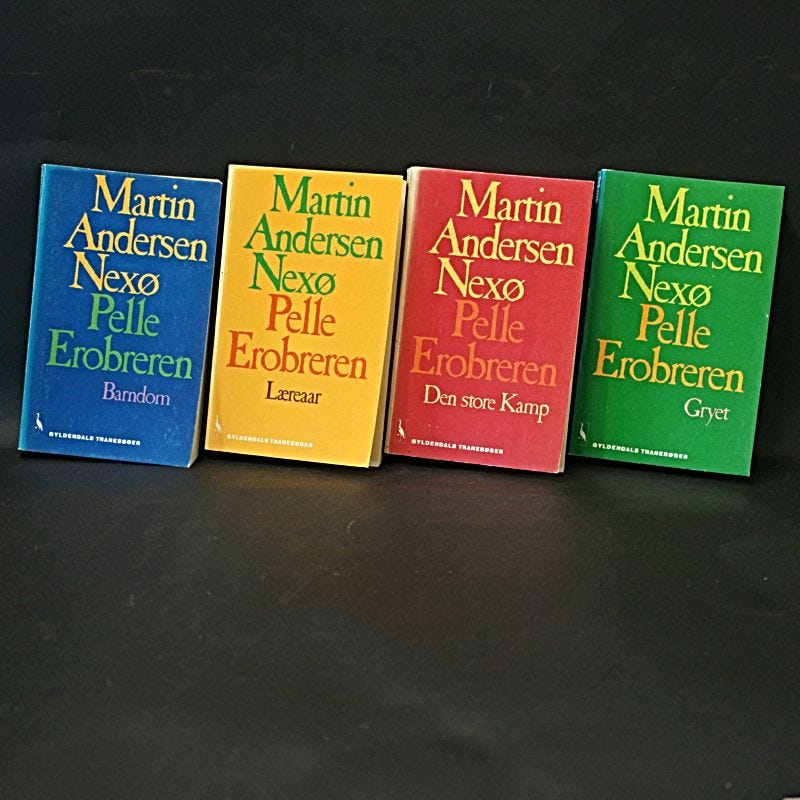 Martin
Andersen
Nexø
Pelle
Erobreren
Barndom
GYLDENDALS TRANEBØGER
Martin
Andersen
Nexø
Pelle
Erobreren
Læreaar
GYLDENDALS TRANEBØGER
Martin
Andersen
Nexø
Pelle
Erobreren
Den store Kamp
GYLDENDALS TRANEBØGER
Martin
Andersen
Nexø
Pelle
Erobreren
Gryet
GYLDENDALS TRANEBØGER